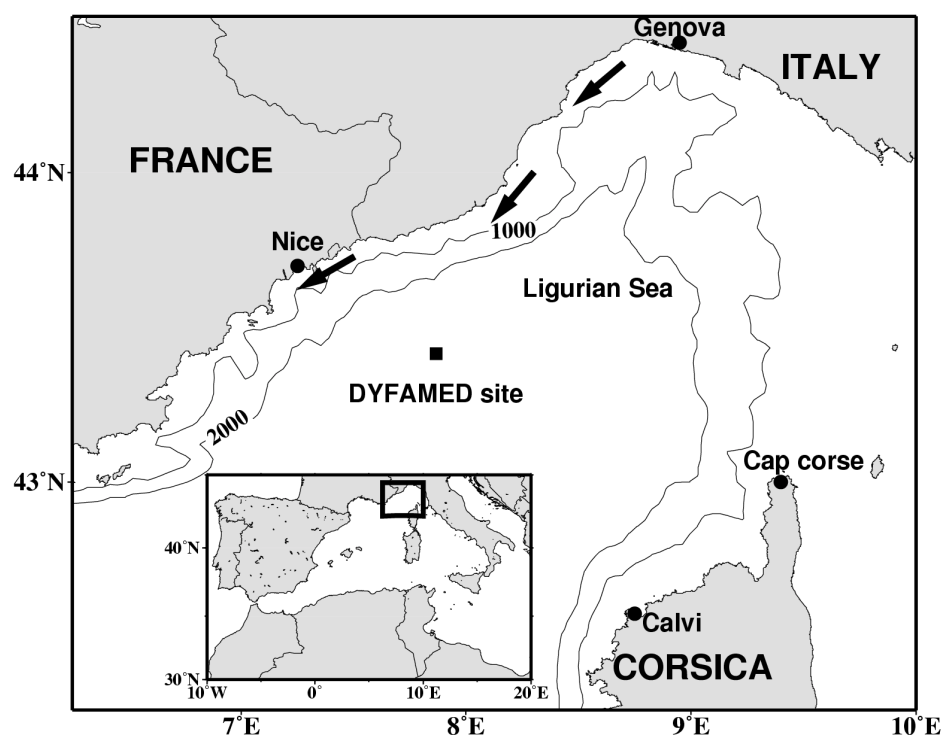 Genova
ITALY
44°N
FRANCE
1000
Nice
Ligurian Sea
DYFAMED site
2000
43°N
Cap corse
40°N
Calvi
CORSICA
30°N
10°W 0° 10°E 20°E
7°E 8°E 9°E 10°E